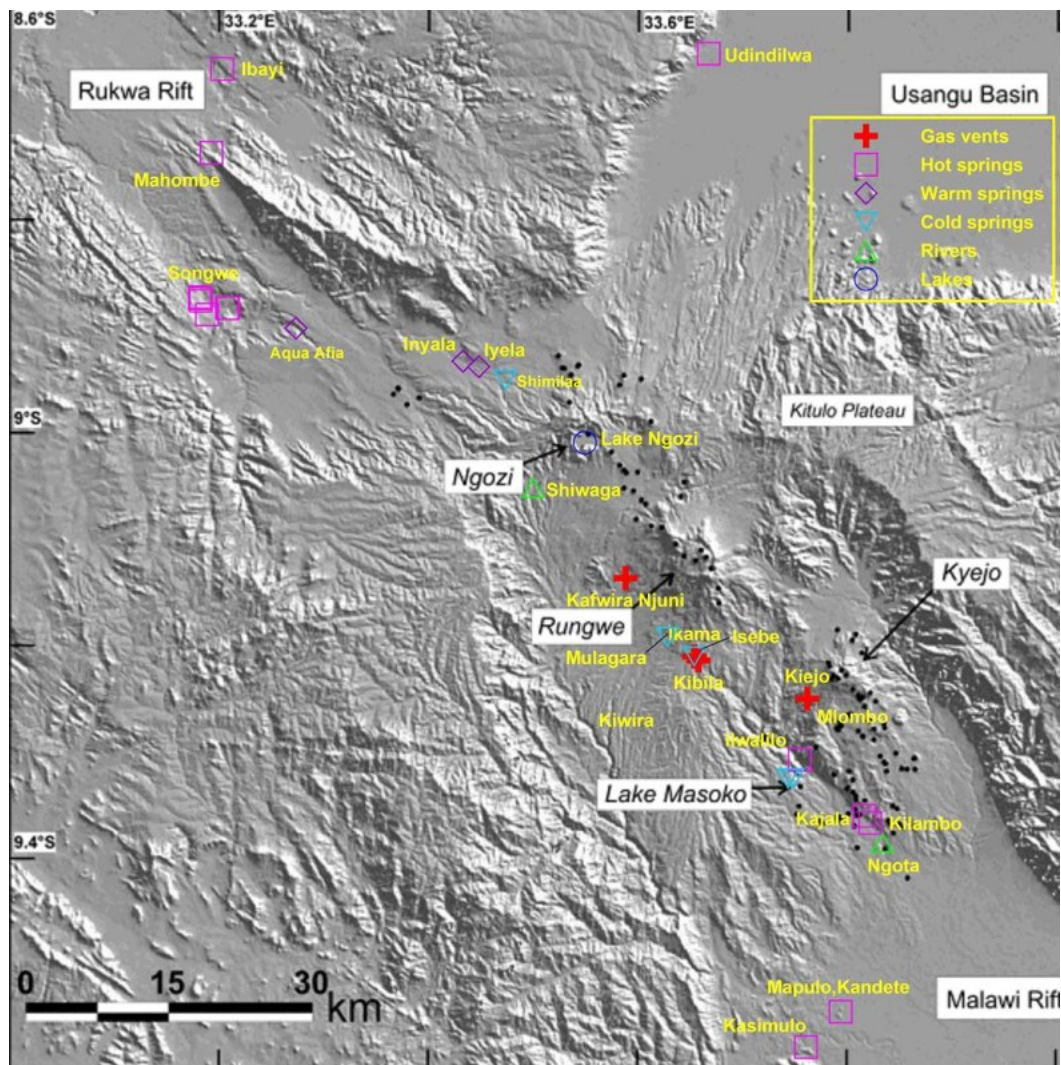 8.6°S
33.2°E
33.6°E
Udindilwa
Ibayi
Rukwa Rift
Usangu Basin
Gas vents
Hot springs
Warm springs
Cold springs
Rivers
Lakes
Mahombe
Songwe
Aqua Afia
Inyala
Iyela
Shimilaa
Kitulo Plateau
9°S
Lake Ngozi
Ngozi
Shiwaga
Kyejo
Kafwira Njuni
Rungwe
Ikama
Isebe
Mulagara
Kibila
Kiejo
Mlombo
Kiwira
Ilwalilo
Lake Masoko
Kajala
Kilambo
9.4°S
Ngota
0 15 30
km
Mapulo,Kandete
Malawi Rift
Kasimulo